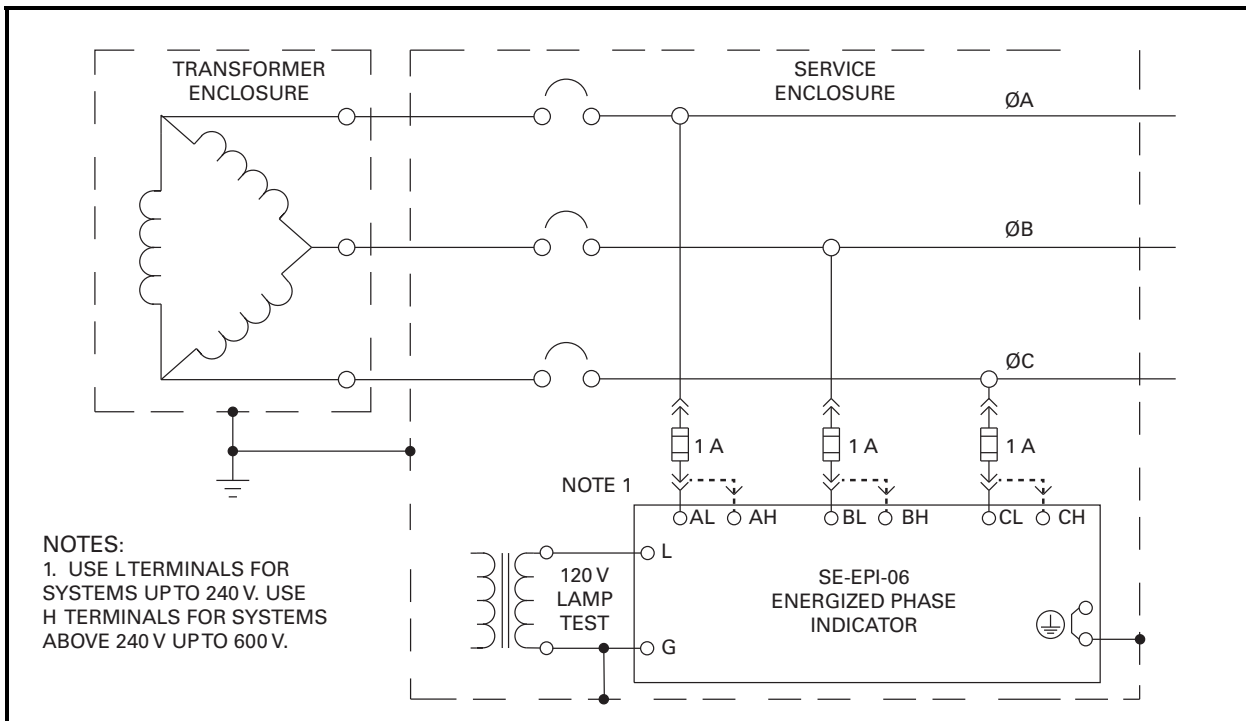 TRANSFORMER
ENCLOSURE
SERVICE
ENCLOSURE
ØA
ØB
ØC
1 A
1 A
1 A
NOTE 1
AL
AH
BL
BH
CL
CH
L
120 V
LAMP
TEST
G
SE-EPI-06
ENERGIZED PHASE
INDICATOR
NOTES:
1. USE L TERMINALS FOR
SYSTEMS UP TO 240 V. USE
H TERMINALS FOR SYSTEMS
ABOVE 240 V UP TO 600 V.